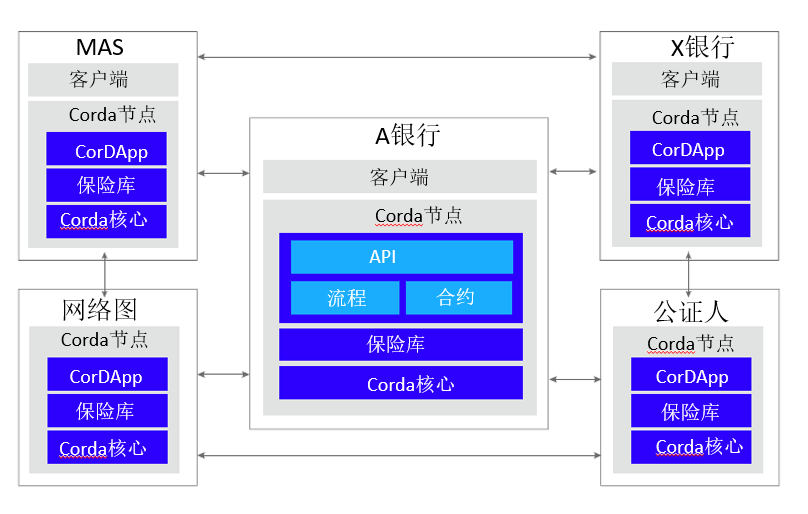 MAS
客户端
Corda节点
CorDApp
保险库
Corda核心
A银行
客户端
Corda节点
API
流程
合约
保险库
Corda核心
X银行
客户端
Corda节点
CorDApp
保险库
Corda核心
网络图
Corda节点
CorDApp
保险库
Corda核心
公证人
Corda节点
CorDApp
保险库
Corda核心